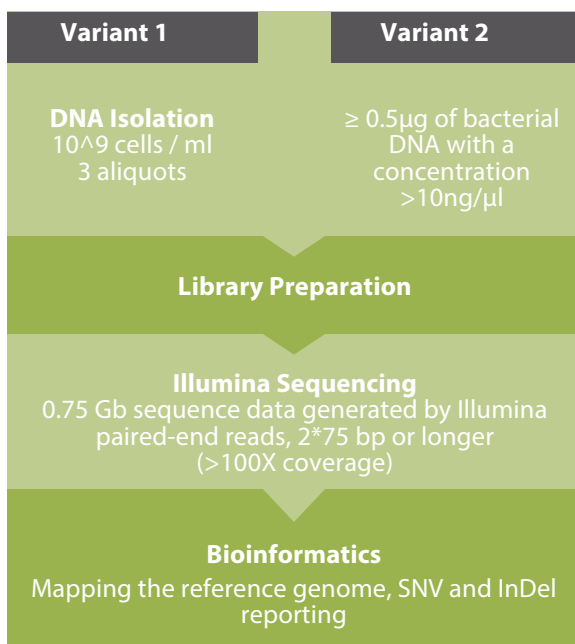 Variant 1
Variant 2
DNA Isolation
10^9 cells / ml
3 aliquots
≥ 0.5µg of bacterial
DNA with a
concentration
>10ng/µl
Library Preparation
Illumina Sequencing
0.75 Gb sequence data generated by Illumina
paired-end reads, 2*75 bp or longer
(>100X coverage)
Bioinformatics
Mapping the reference genome, SNV and InDel
reporting